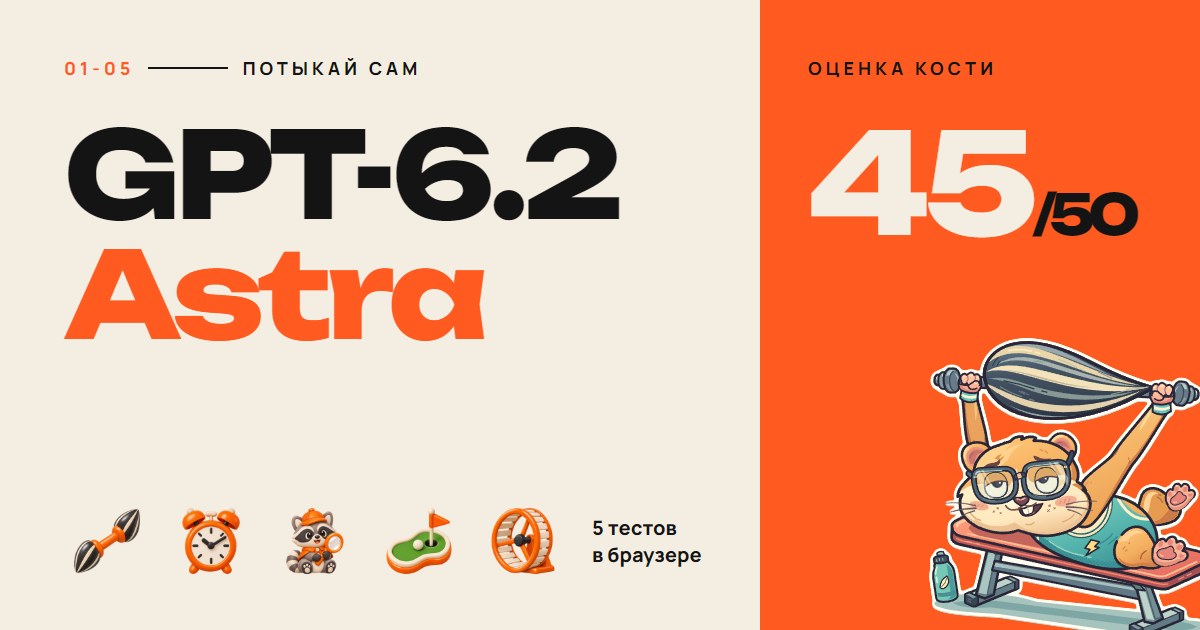 01-05 ПОТЫКАЙ САМ
GPT-6.2
Astra
5 тестов
в браузере
ОЦЕНКА КОСТИ
45/50